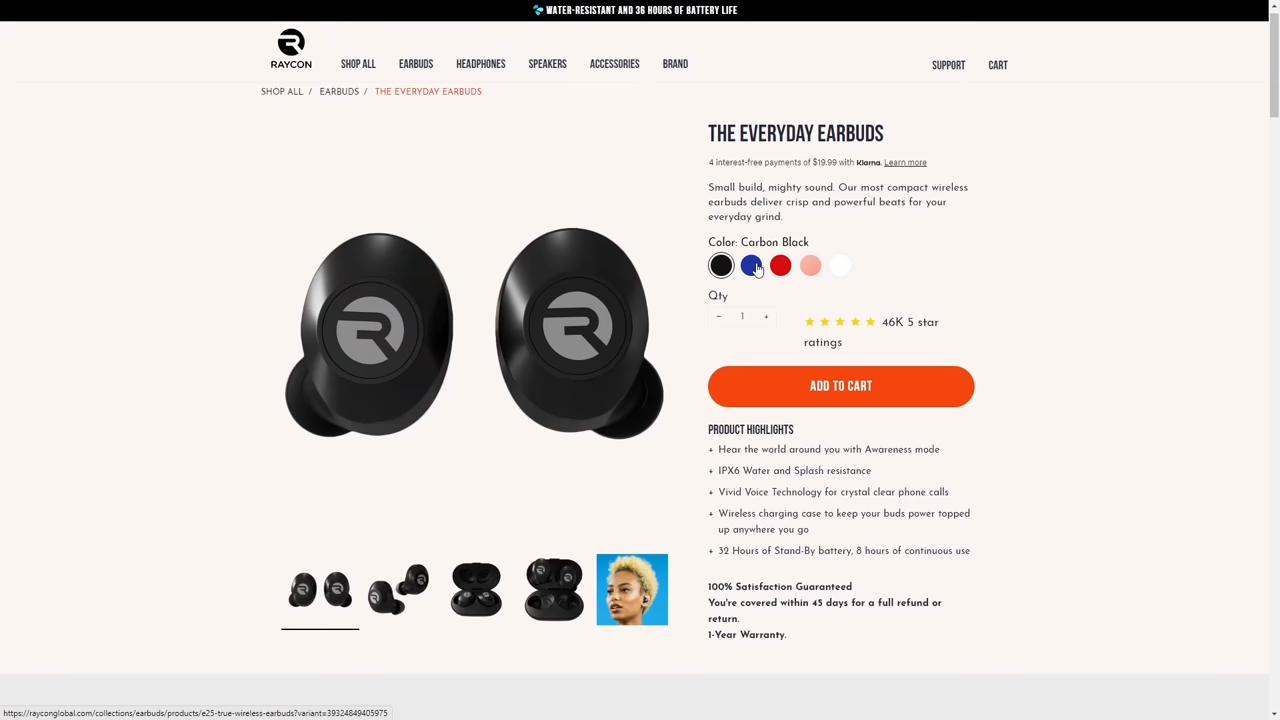 WATER-RESISTANT AND 36 HOURS OF BATTERY LIFE
RAYCON
SHOP ALL
EARBUDS
HEADPHONES
SPEAKERS
ACCESSORIES
BRAND
SUPPORT
CART
SHOP ALL / EARBUDS / THE EVERYDAY EARBUDS
THE EVERYDAY EARBUDS
4 interest-free payments of $19.99 with Klarna. Learn more
Small build, mighty sound. Our most compact wireless
earbuds deliver crisp and powerful beats for your
everyday grind.
Color: Carbon Black
Qty
− 1 +
46K 5 star
ratings
ADD TO CART
PRODUCT HIGHLIGHTS
+ Hear the world around you with Awareness mode
+ IPX6 Water and Splash resistance
+ Vivid Voice Technology for crystal clear phone calls
+ Wireless charging case to keep your buds power topped
up anywhere you go
+ 32 Hours of Stand-By battery, 8 hours of continuous use
100% Satisfaction Guaranteed
You're covered within 45 days for a full refund or
return.
1-Year Warranty.
https://rayconglobal.com/collections/earbuds/products/e25-true-wireless-earbuds?variant=39324849405975